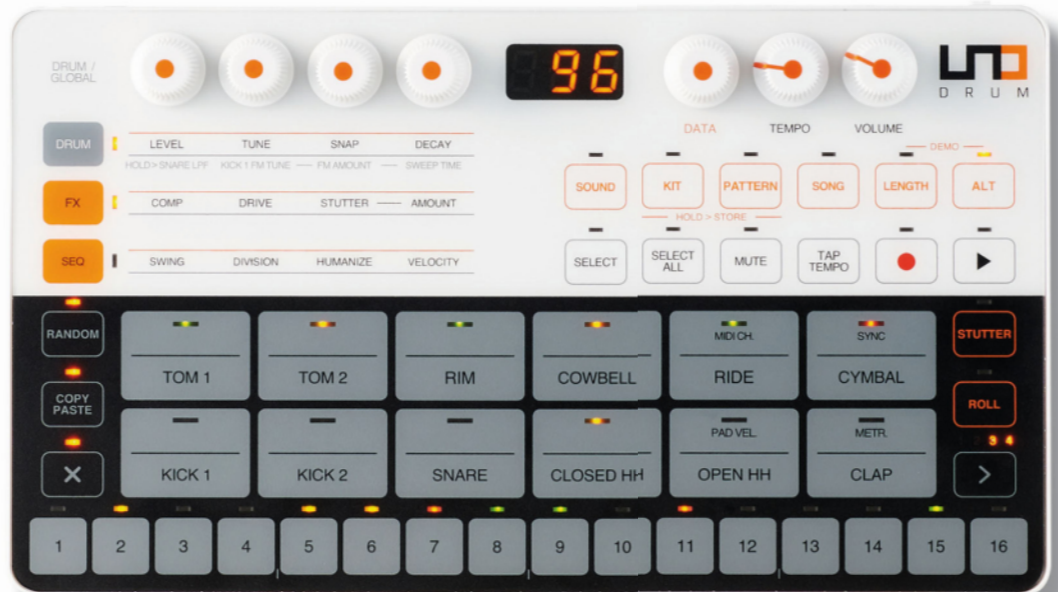 DRUM /
GLOBAL
96
UNO
DRUM
DATA TEMPO VOLUME
DRUM
LEVEL TUNE SNAP DECAY
HOLD > SNARE LFF KICK 1 FM TUNE FM AMOUNT SWEEP TIME
DEMO
FX
COMP DRIVE STUTTER AMOUNT
SOUND KIT PATTERN SONG LENGTH ALT
HOLD > STORE
SEQ
SWING DIVISION HUMANIZE VELOCITY
SELECT SELECT ALL MUTE TAP TEMPO
RANDOM
TOM 1 TOM 2 RIM COWBELL MIDI CH. RIDE SYNC CYMBAL
STUTTER
COPY
PASTE
ROLL
3 4
KICK 1 KICK 2 SNARE CLOSED HH PAD VEL. OPEN HH METR. CLAP
1 2 3 4 5 6 7 8 9 10 11 12 13 14 15 16